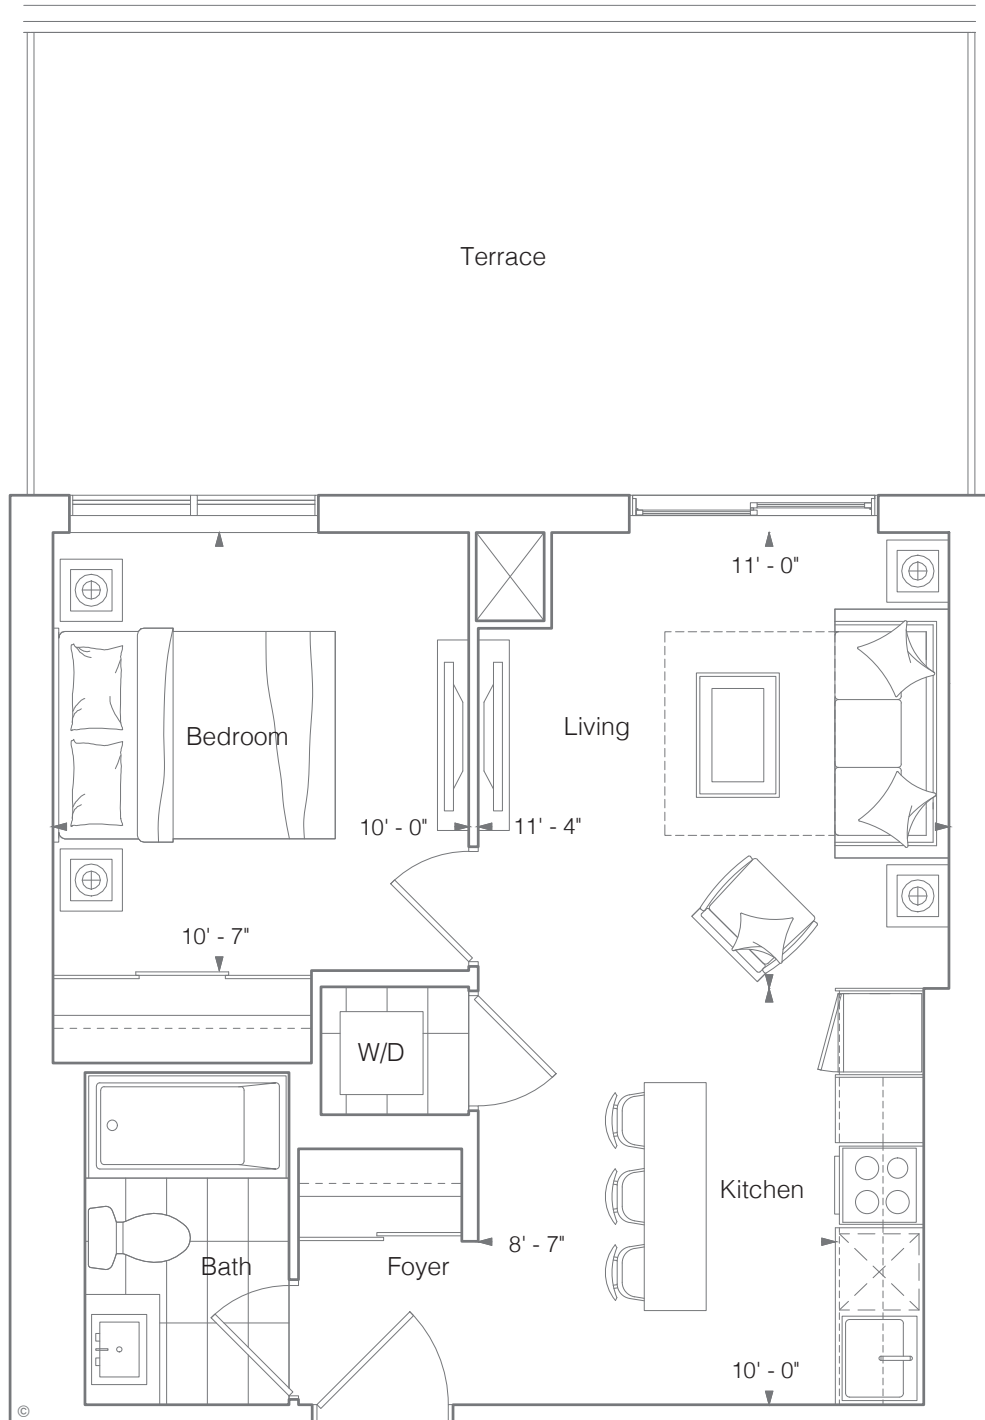 Terrace
11' - 0"
Living
Bedroom
10' - 0"
11' - 4"
10' - 7"
W/D
Kitchen
8' - 7"
Bath
Foyer
10' - 0"
©